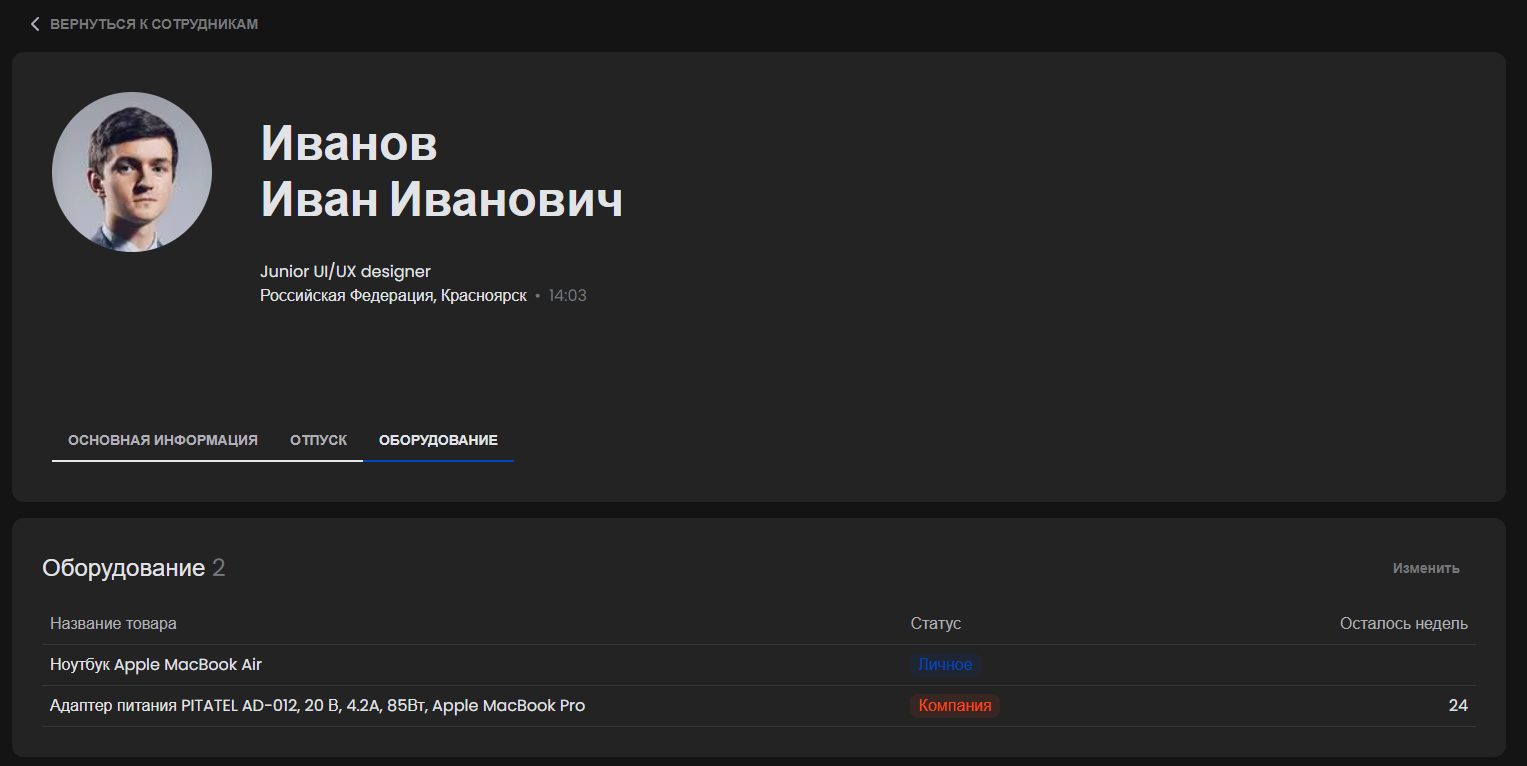 ВЕРНУТЬСЯ К СОТРУДНИКАМ
Иванов
Иван Иванович
Junior UI/UX designer
Российская Федерация, Красноярск • 14:03
ОСНОВНАЯ ИНФОРМАЦИЯ ОТПУСК ОБОРУДОВАНИЕ
Оборудование 2 Изменить
Название товара Статус Осталось недель
Ноутбук Apple MacBook Air Личное
Адаптер питания PITATEL AD-012, 20 В, 4.2A, 85Вт, Apple MacBook Pro Компания 24